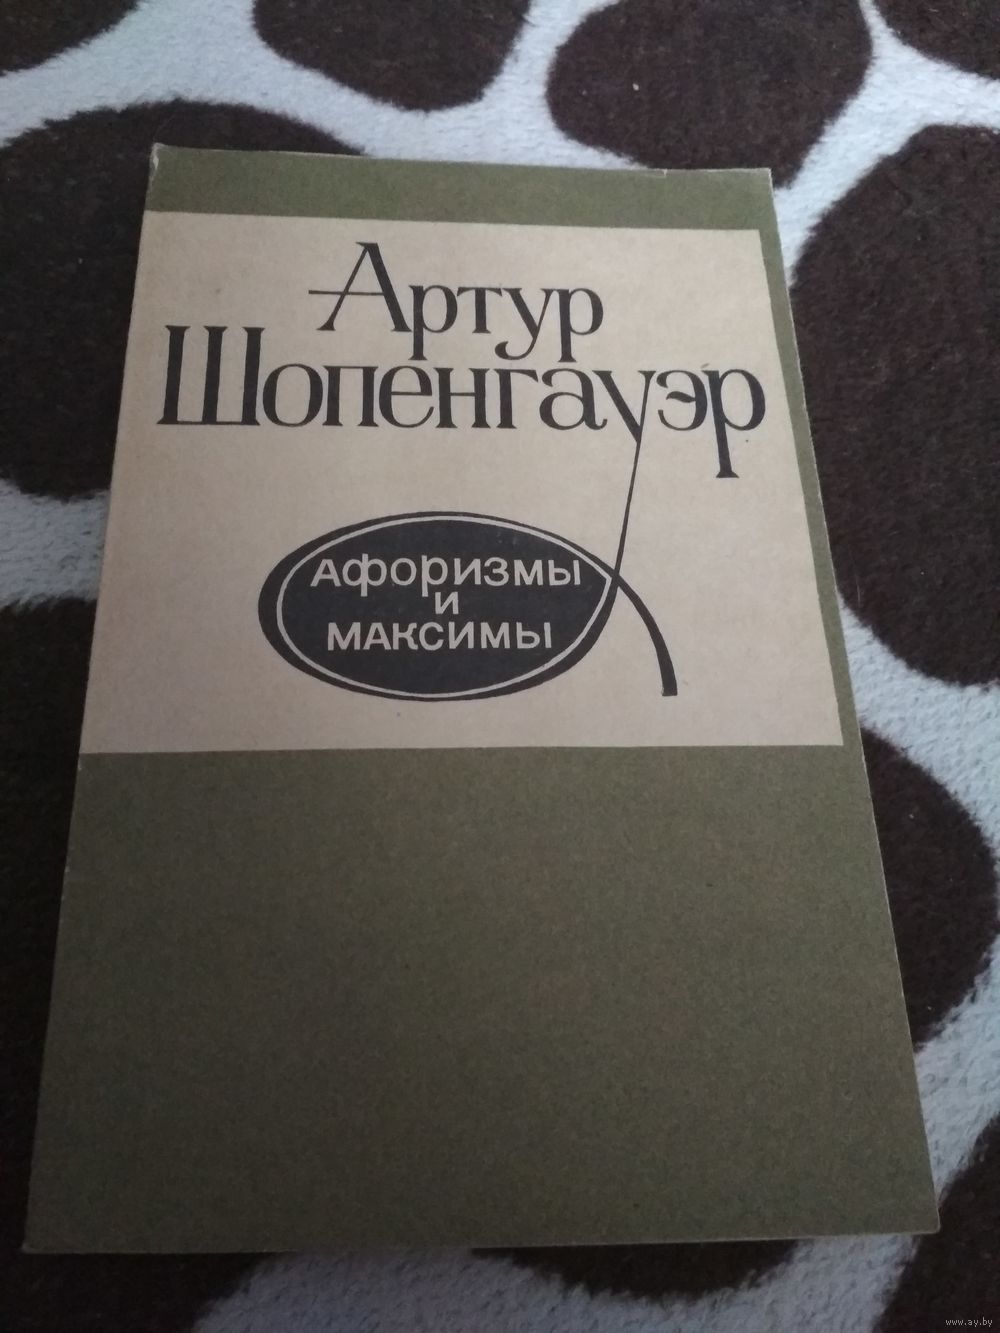 Артур
Шопенгауэр
Афоризмы
и
максимы
www.ay.by